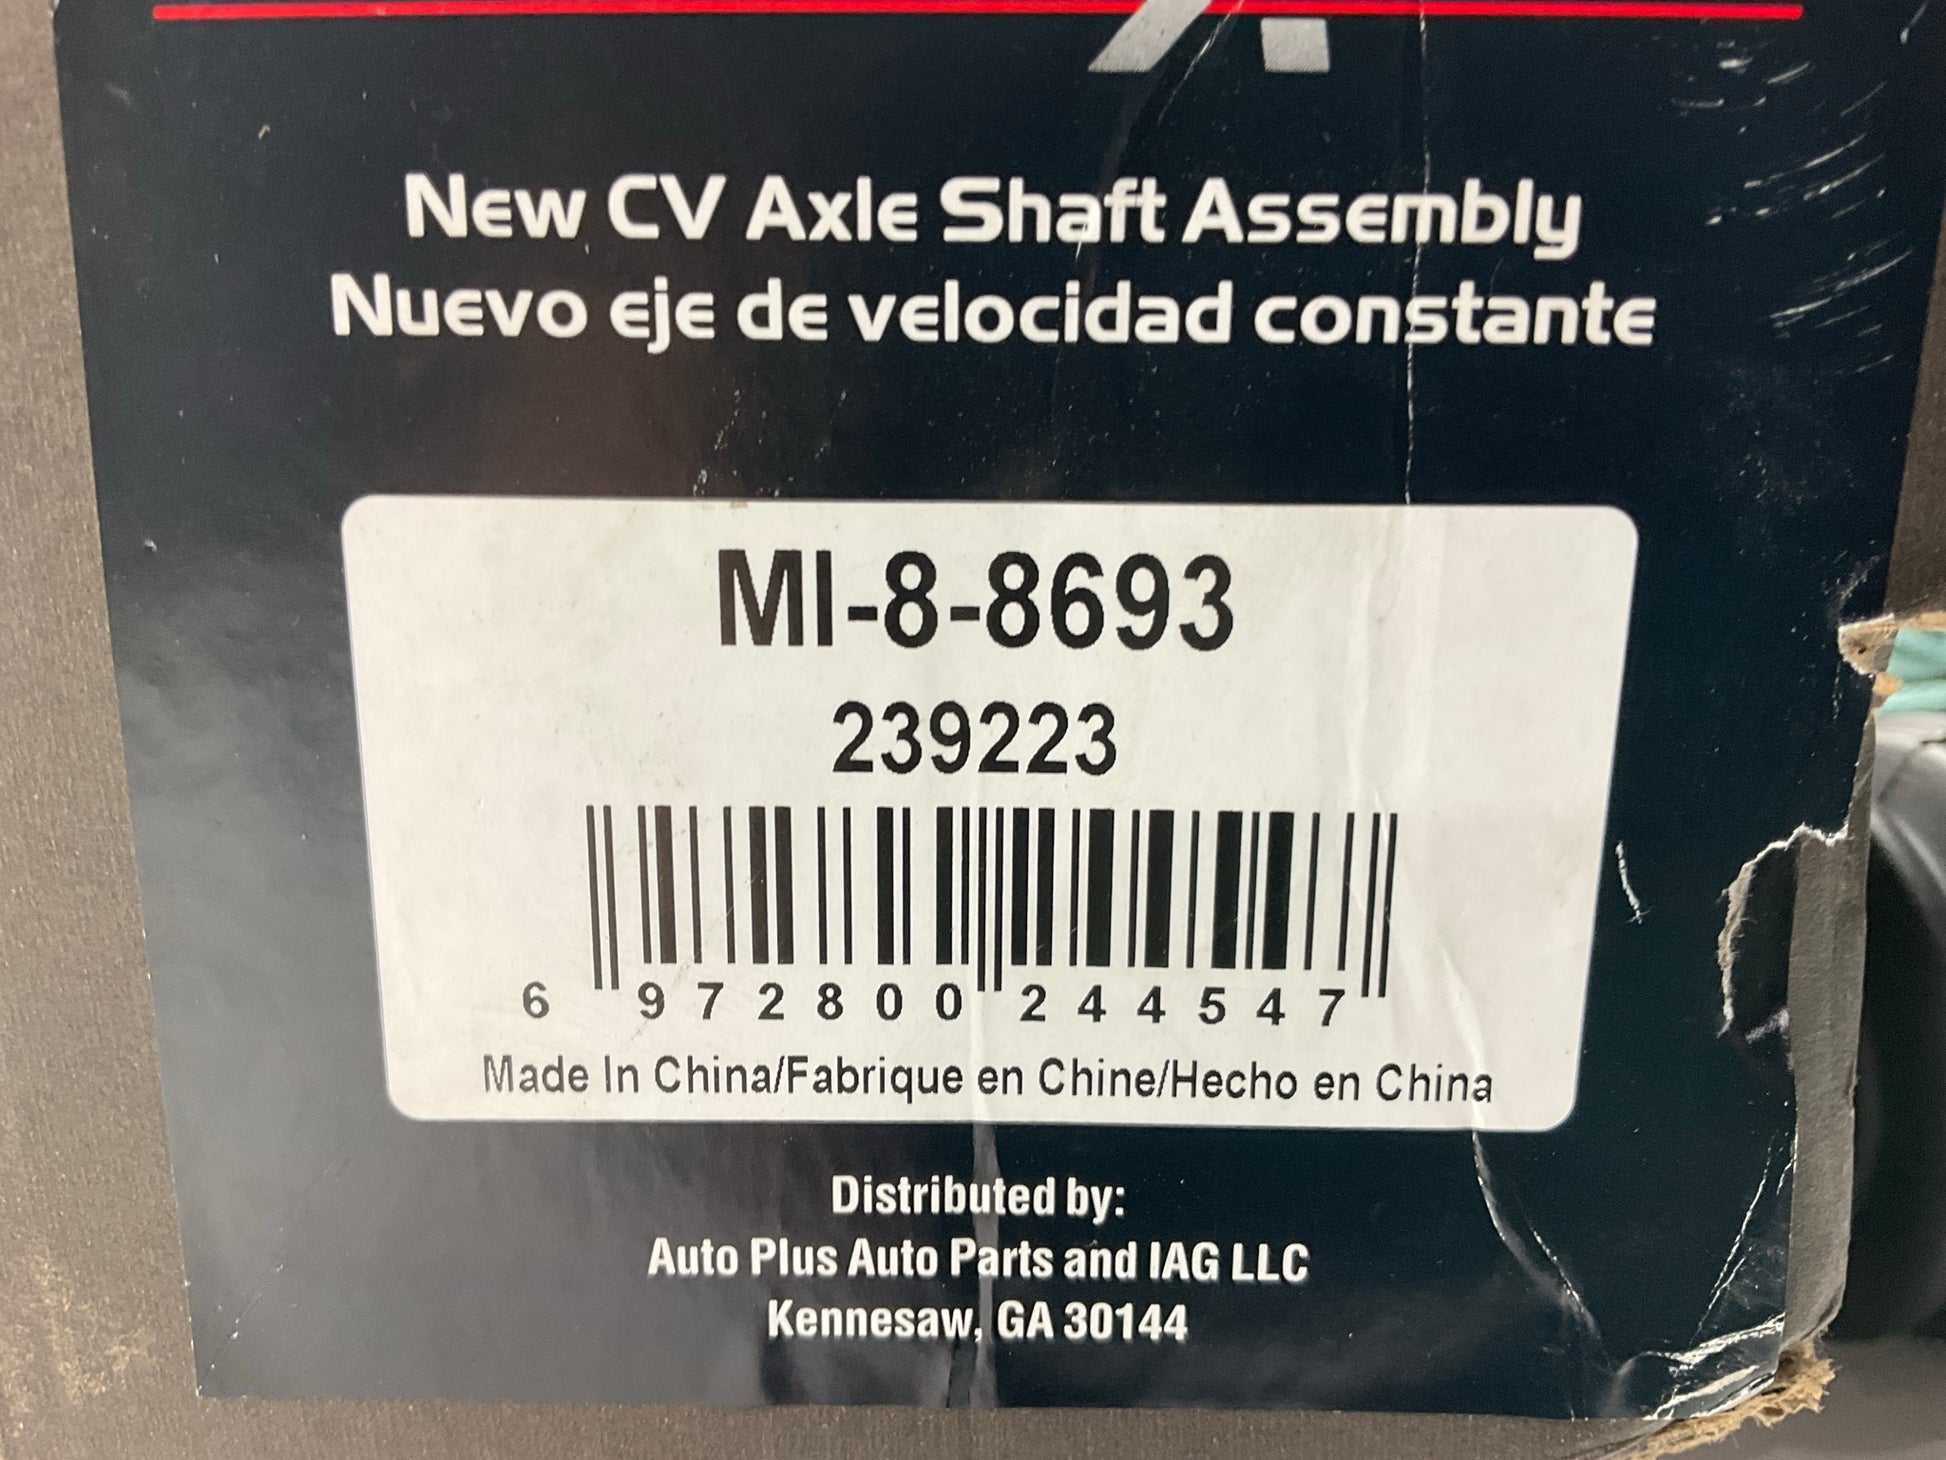 New CV Axle Shaft Assembly
Nuevo eje de velocidad constante
MI-8-8693
239223
6 972800 244547
Made In China/Fabrique en Chine/Hecho en China
Distributed by:
Auto Plus Auto Parts and IAG LLC
Kennesaw, GA 30144